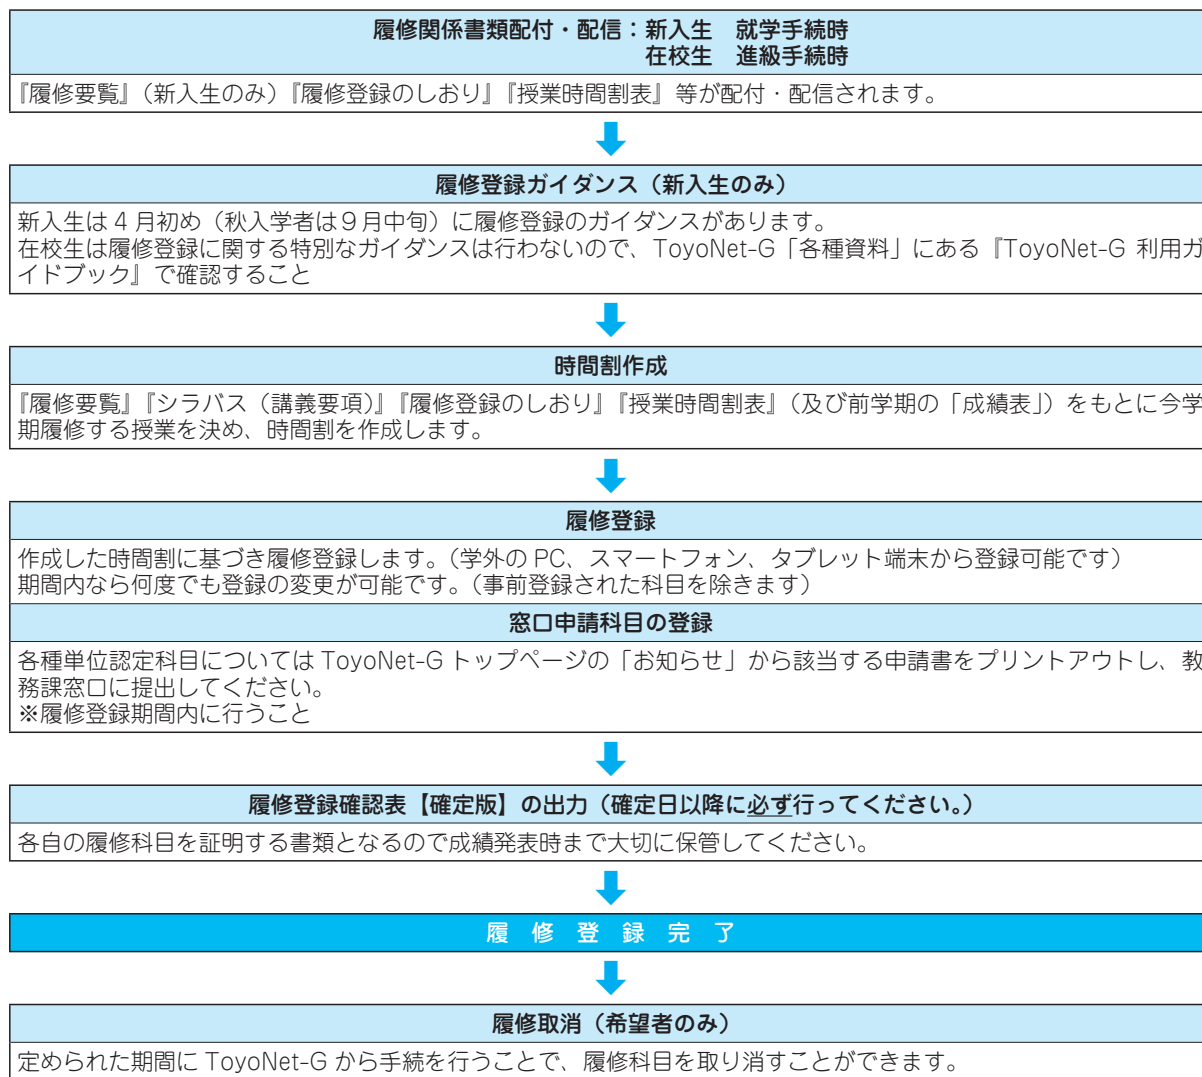 履修関係書類配付・配信：新入生　就学手続時
在校生　進級手続時
『履修要覧』（新入生のみ）『履修登録のしおり』『授業時間割表』等が配付・配信されます。
履修登録ガイダンス（新入生のみ）
新入生は４月初め（秋入学者は９月中旬）に履修登録のガイダンスがあります。
在校生は履修登録に関する特別なガイダンスは行わないので、ToyoNet-G「各種資料」にある『ToyoNet-G 利用ガ
イドブック』で確認すること
時間割作成
『履修要覧』『シラバス（講義要項）』『履修登録のしおり』『授業時間割表』（及び前学期の「成績表」）をもとに今学
期履修する授業を決め、時間割を作成します。
履修登録
作成した時間割に基づき履修登録します。（学外の PC、スマートフォン、タブレット端末から登録可能です）
期間内なら何度でも登録の変更が可能です。（事前登録された科目を除きます）
窓口申請科目の登録
各種単位認定科目については ToyoNet-G トップページの「お知らせ」から該当する申請書をプリントアウトし、教
務課窓口に提出してください。
※履修登録期間内に行うこと
履修登録確認表【確定版】の出力（確定日以降に必ず行ってください。）
各自の履修科目を証明する書類となるので成績発表時まで大切に保管してください。
履　修　登　録　完　了
履修取消（希望者のみ）
定められた期間に ToyoNet-G から手続を行うことで、履修科目を取り消すことができます。